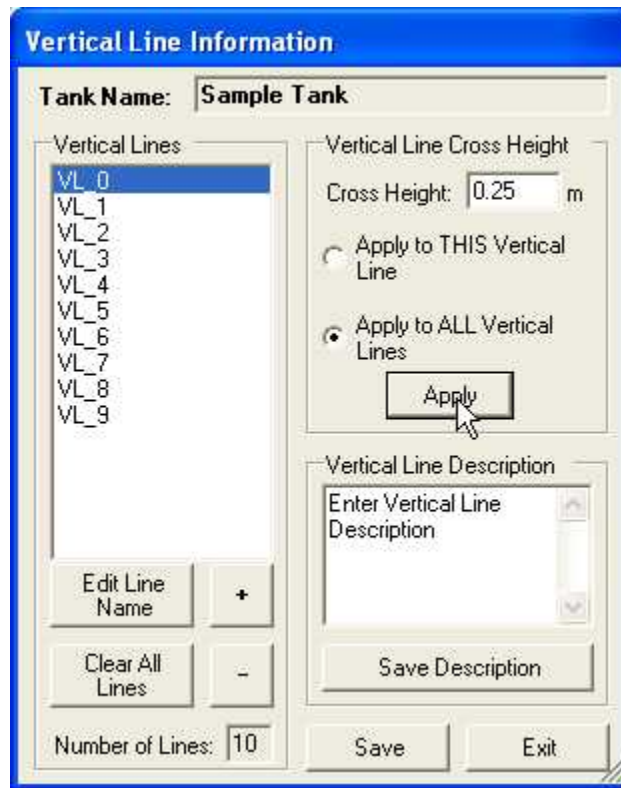 Vertical Line Information
Tank Name: Sample Tank
Vertical Lines
VL_0
VL_1
VL_2
VL_3
VL_4
VL_5
VL_6
VL_7
VL_8
VL_9
Edit Line
Name
+
Clear All
Lines
-
Number of Lines: 10
Vertical Line Cross Height
Cross Height: 0.25 m
Apply to THIS Vertical
Line
Apply to ALL Vertical
Lines
Apply
Vertical Line Description
Enter Vertical Line
Description
Save Description
Save
Exit